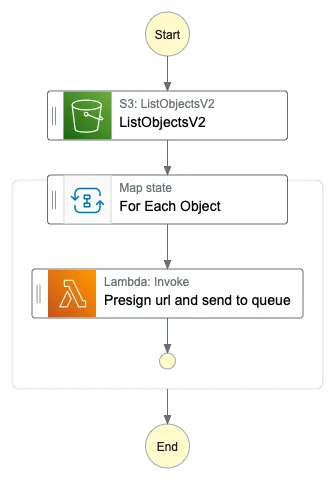 Start
S3: ListObjectsV2
ListObjectsV2
Map state
For Each Object
Lambda: Invoke
Presign url and send to queue
End